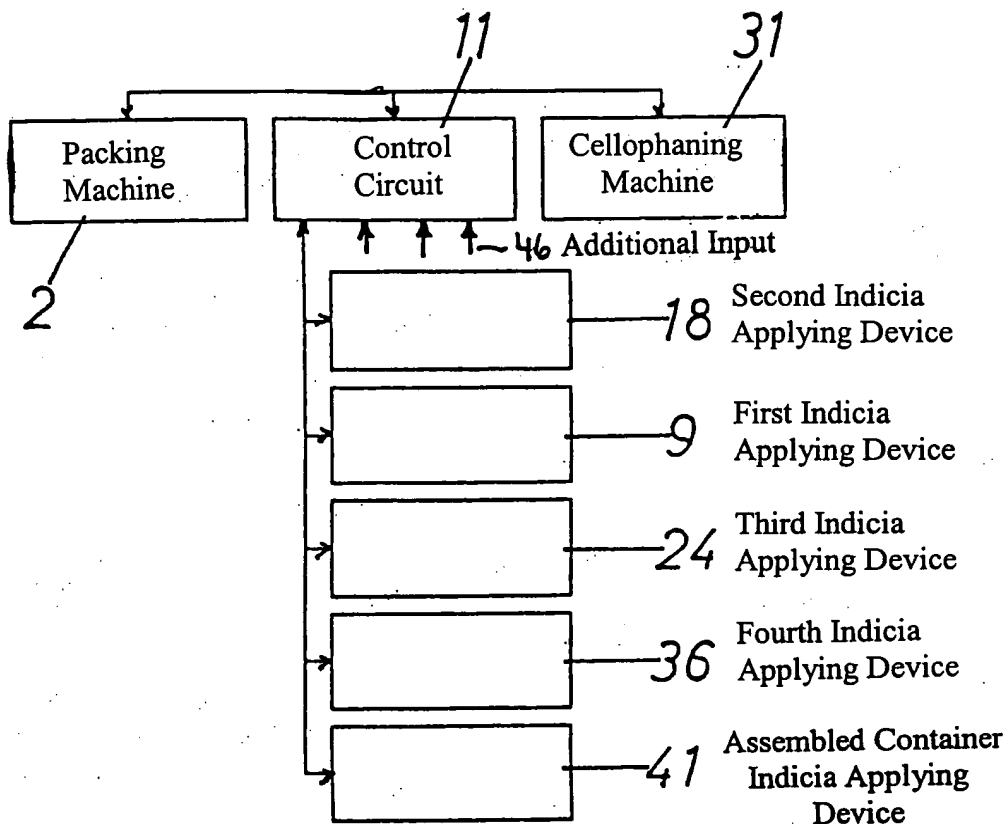 11
31
Packing
Machine
Control
Circuit
Cellophaning
Machine
2
46 Additional Input
18 Second Indicia
Applying Device
9 First Indicia
Applying Device
24 Third Indicia
Applying Device
36 Fourth Indicia
Applying Device
41 Assembled Container
Indicia Applying
Device